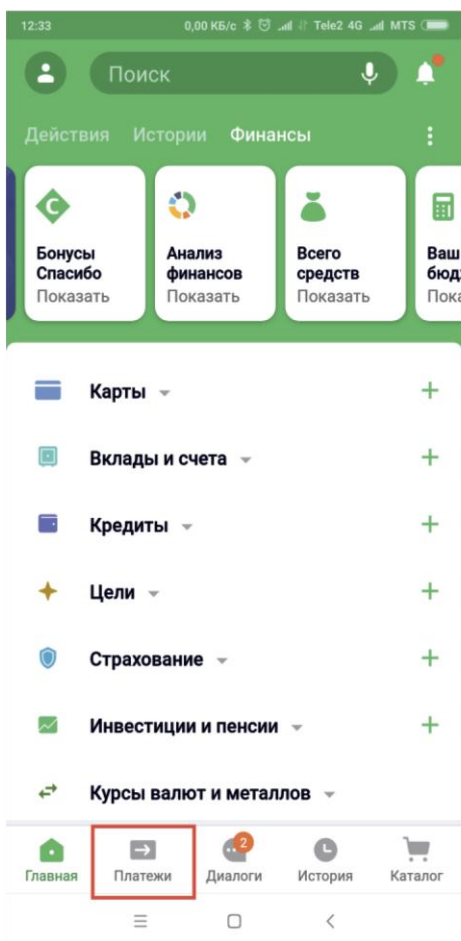 12:33 0,00 КБ/с Tele2 4G MTS
Поиск
Действия Истории Финансы
Бонусы
Спасибо
Показать
Анализ
финансов
Показать
Всего
средств
Показать
Ваш
бюд
Пока
Карты
Вклады и счета
Кредиты
Цели
Страхование
Инвестиции и пенсии
Курсы валют и металлов
2
Главная Платежи Диалоги История Каталог